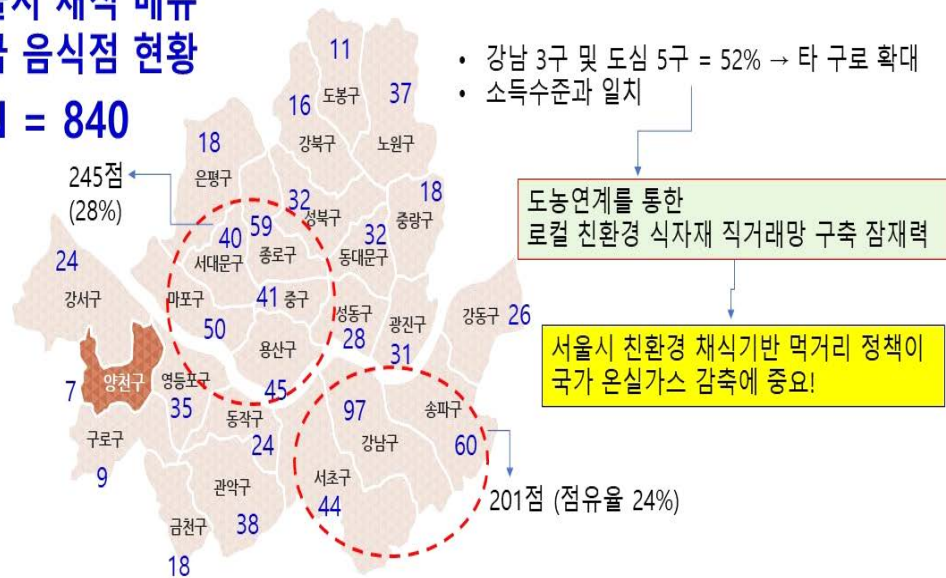 채식 메뉴
음식점 현황
= 840
• 강남 3구 및 도심 5구 = 52% → 타 구로 확대
• 소득수준과 일치
도농연계를 통한
로컬 친환경 식자재 직거래망 구축 잠재력
서울시 친환경 채식기반 먹거리 정책이
국가 온실가스 감축에 중요!
245점
(28%)
201점 (점유율 24%)
11
도봉구
37
노원구
16
강북구
18
은평구
32
성북구
18
중랑구
59
종로구
40
서대문구
32
동대문구
24
강서구
마포구
50
41 중구
성동구
28
광진구
31
강동구 26
용산구
45
양천구
7
영등포구
35
동작구
24
97
강남구
송파구
60
구로구
9
관악구
38
서초구
44
금천구
18